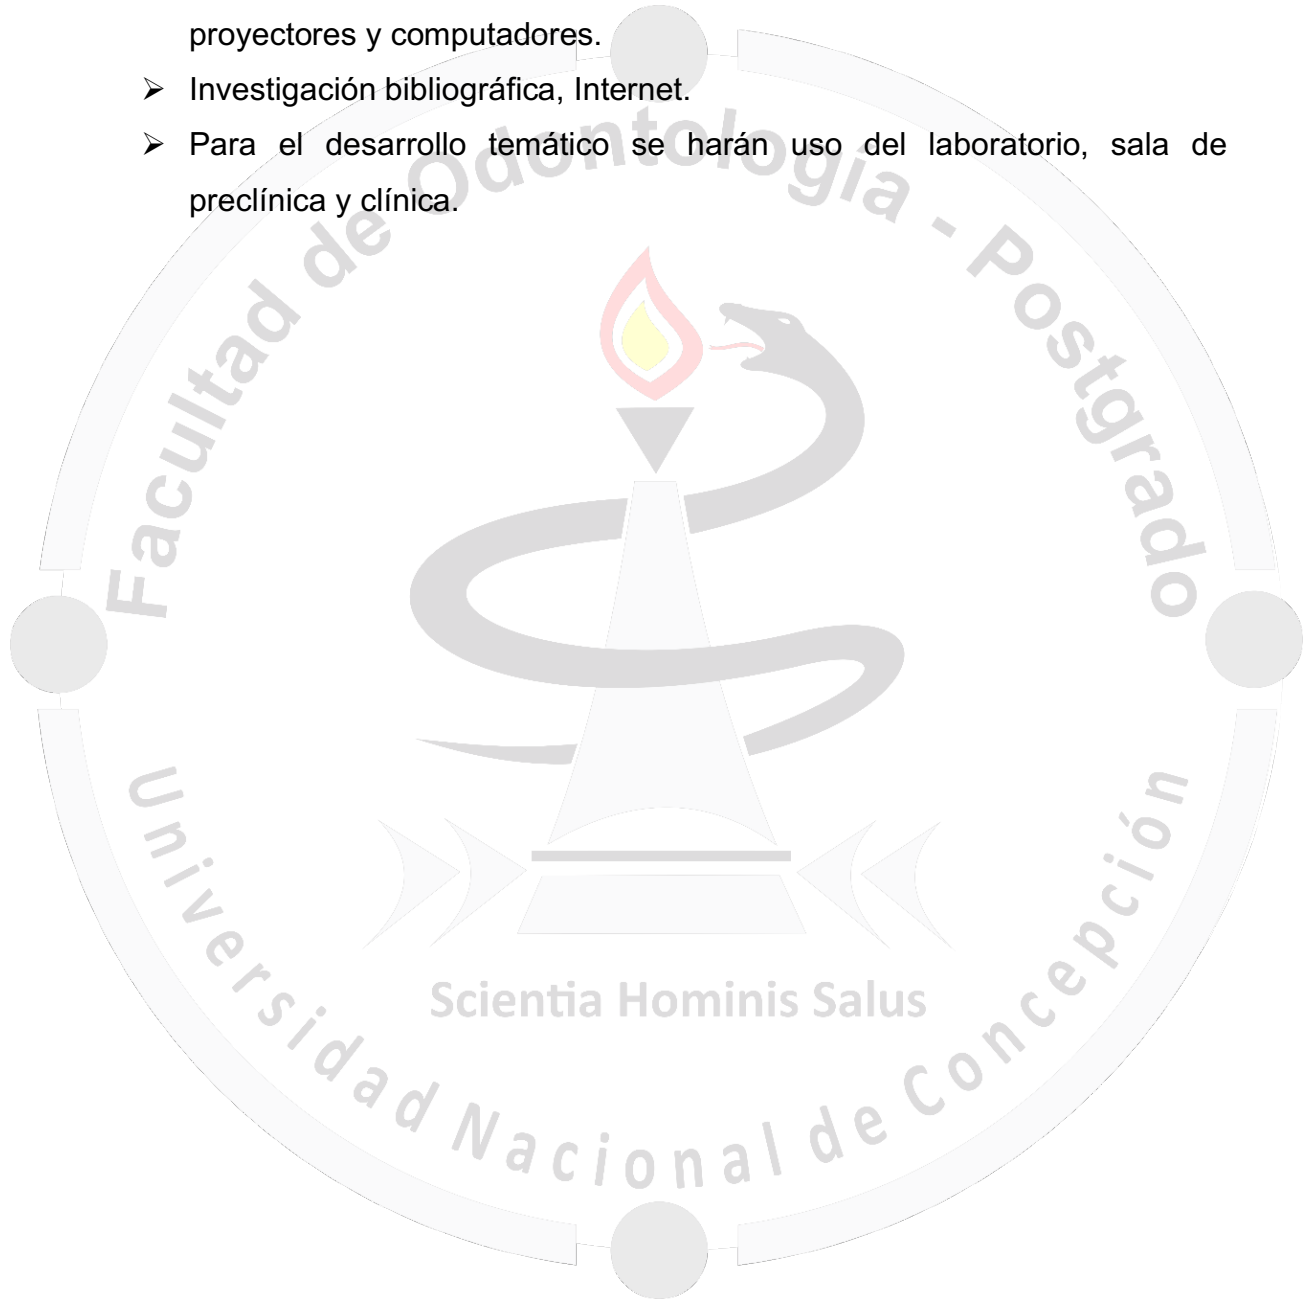 proyectores y computadores.
➢ Investigación bibliográfica, Internet.
➢ Para el desarrollo temático se harán uso del laboratorio, sala de
preclínica y clínica.
Facultad de Odontología - Postgrado
Scientia Hominis Salus
Universidad Nacional de Concepción